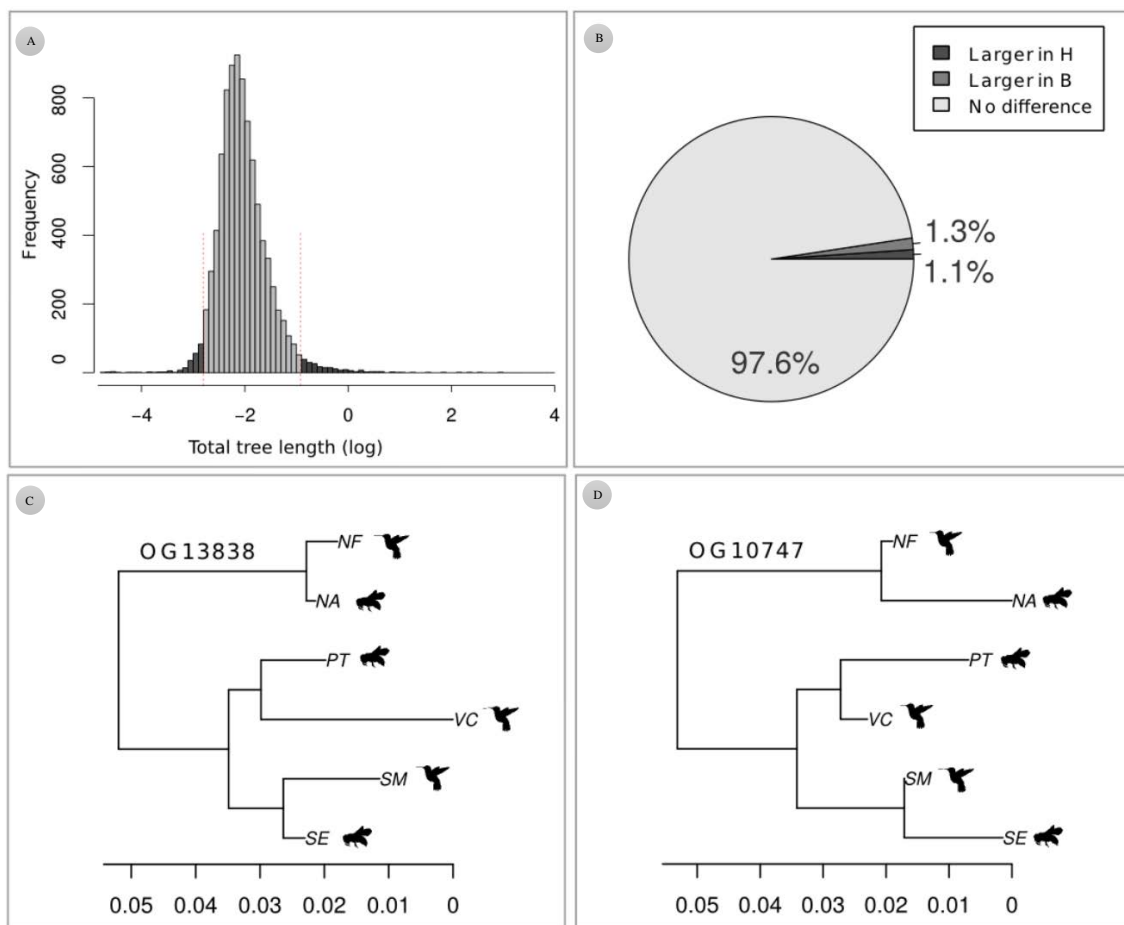 A
Frequency
800
600
400
200
0
−4 −2 0 2 4
Total tree length (log)
B
Larger in H
Larger in B
No difference
1.3%
1.1%
97.6%
C
OG13838
NF
NA
PT
VC
SM
SE
0.05 0.04 0.03 0.02 0.01 0
D
OG10747
NF
NA
PT
VC
SM
SE
0.05 0.04 0.03 0.02 0.01 0